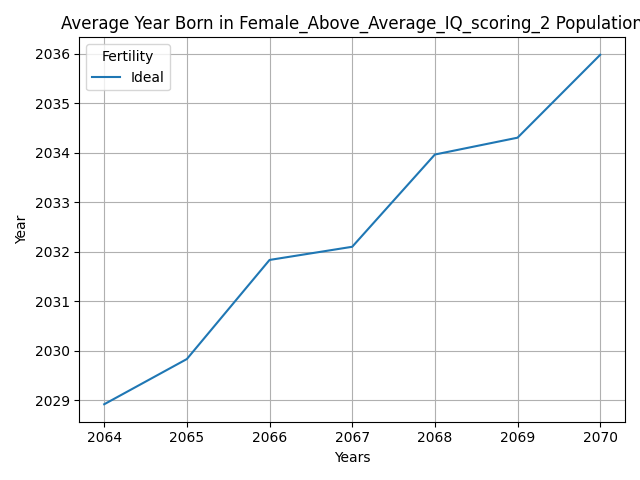 Average Year Born in Female_Above_Average_IQ_scoring_2 Population
Fertility
Ideal
Year
2036
2035
2034
2033
2032
2031
2030
2029
2064 2065 2066 2067 2068 2069 2070
Years